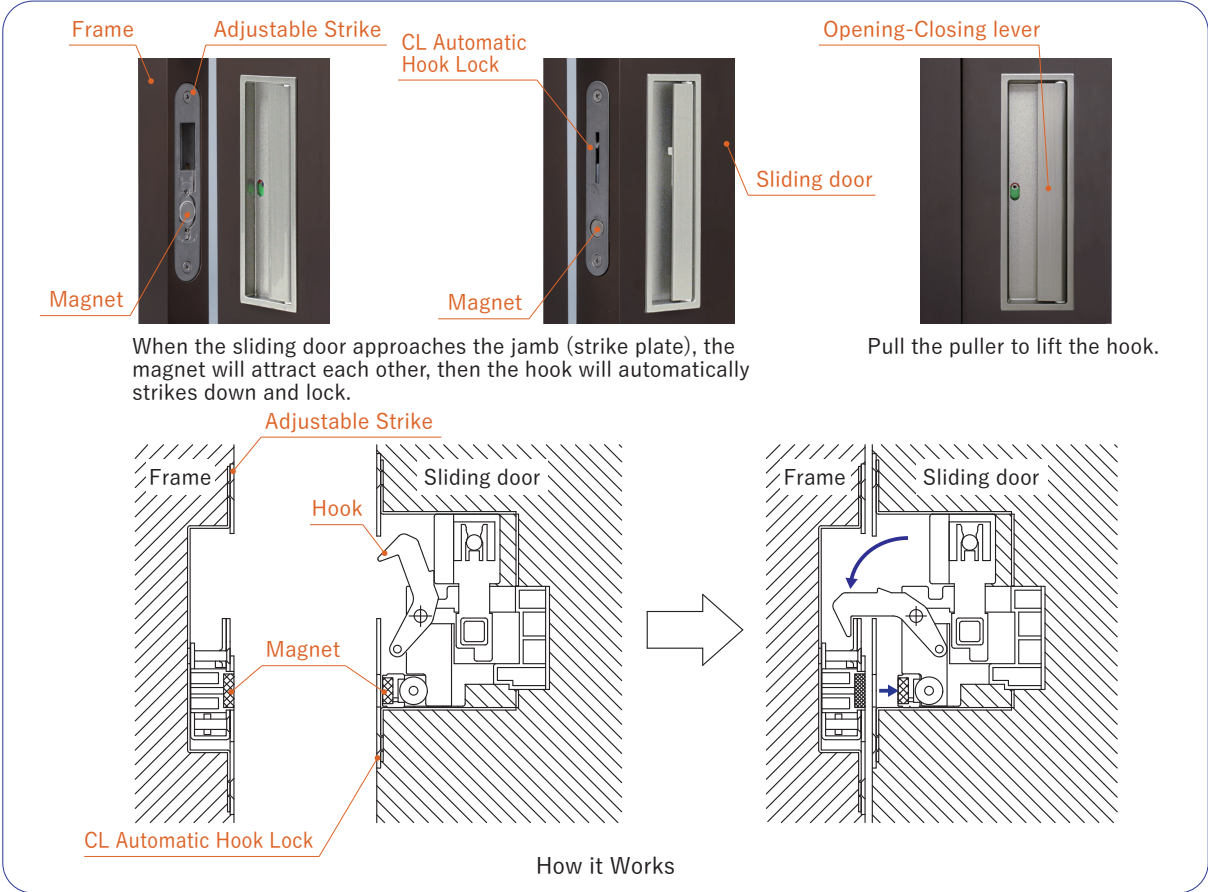 Frame
Adjustable Strike
CL Automatic
Hook Lock
Opening-Closing lever
Sliding door
Magnet
Magnet
When the sliding door approaches the jamb (strike plate), the
magnet will attract each other, then the hook will automatically
strikes down and lock.
Pull the puller to lift the hook.
Adjustable Strike
Frame
Sliding door
Hook
Magnet
CL Automatic Hook Lock
Frame
Sliding door
How it Works